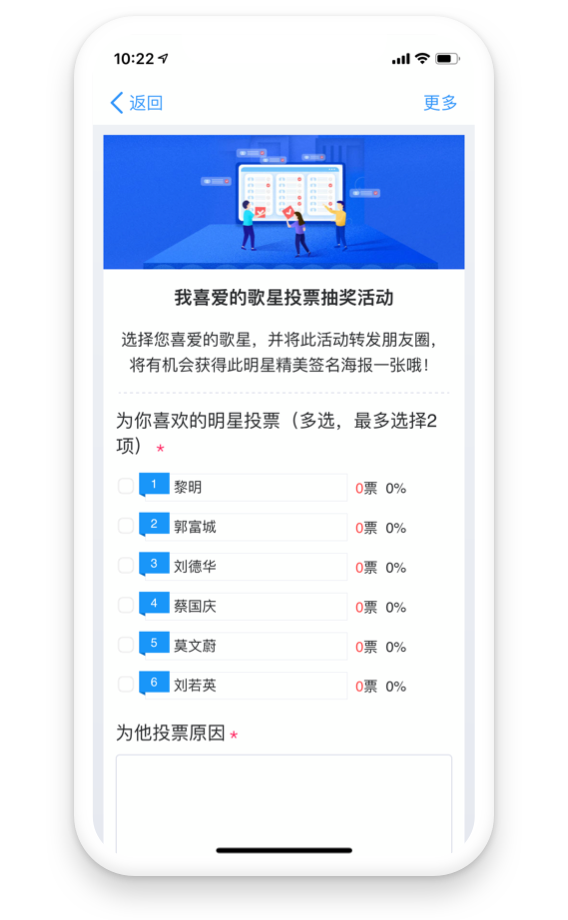 10:22
返回
更多
我喜爱的歌星投票抽奖活动
选择您喜爱的歌星，并将此活动转发朋友圈，
将有机会获得此明星精美签名海报一张哦！
为你喜欢的明星投票（多选，最多选择2
项） *
1 黎明 0票 0%
2 郭富城 0票 0%
3 刘德华 0票 0%
4 蔡国庆 0票 0%
5 莫文蔚 0票 0%
6 刘若英 0票 0%
为他投票原因 *